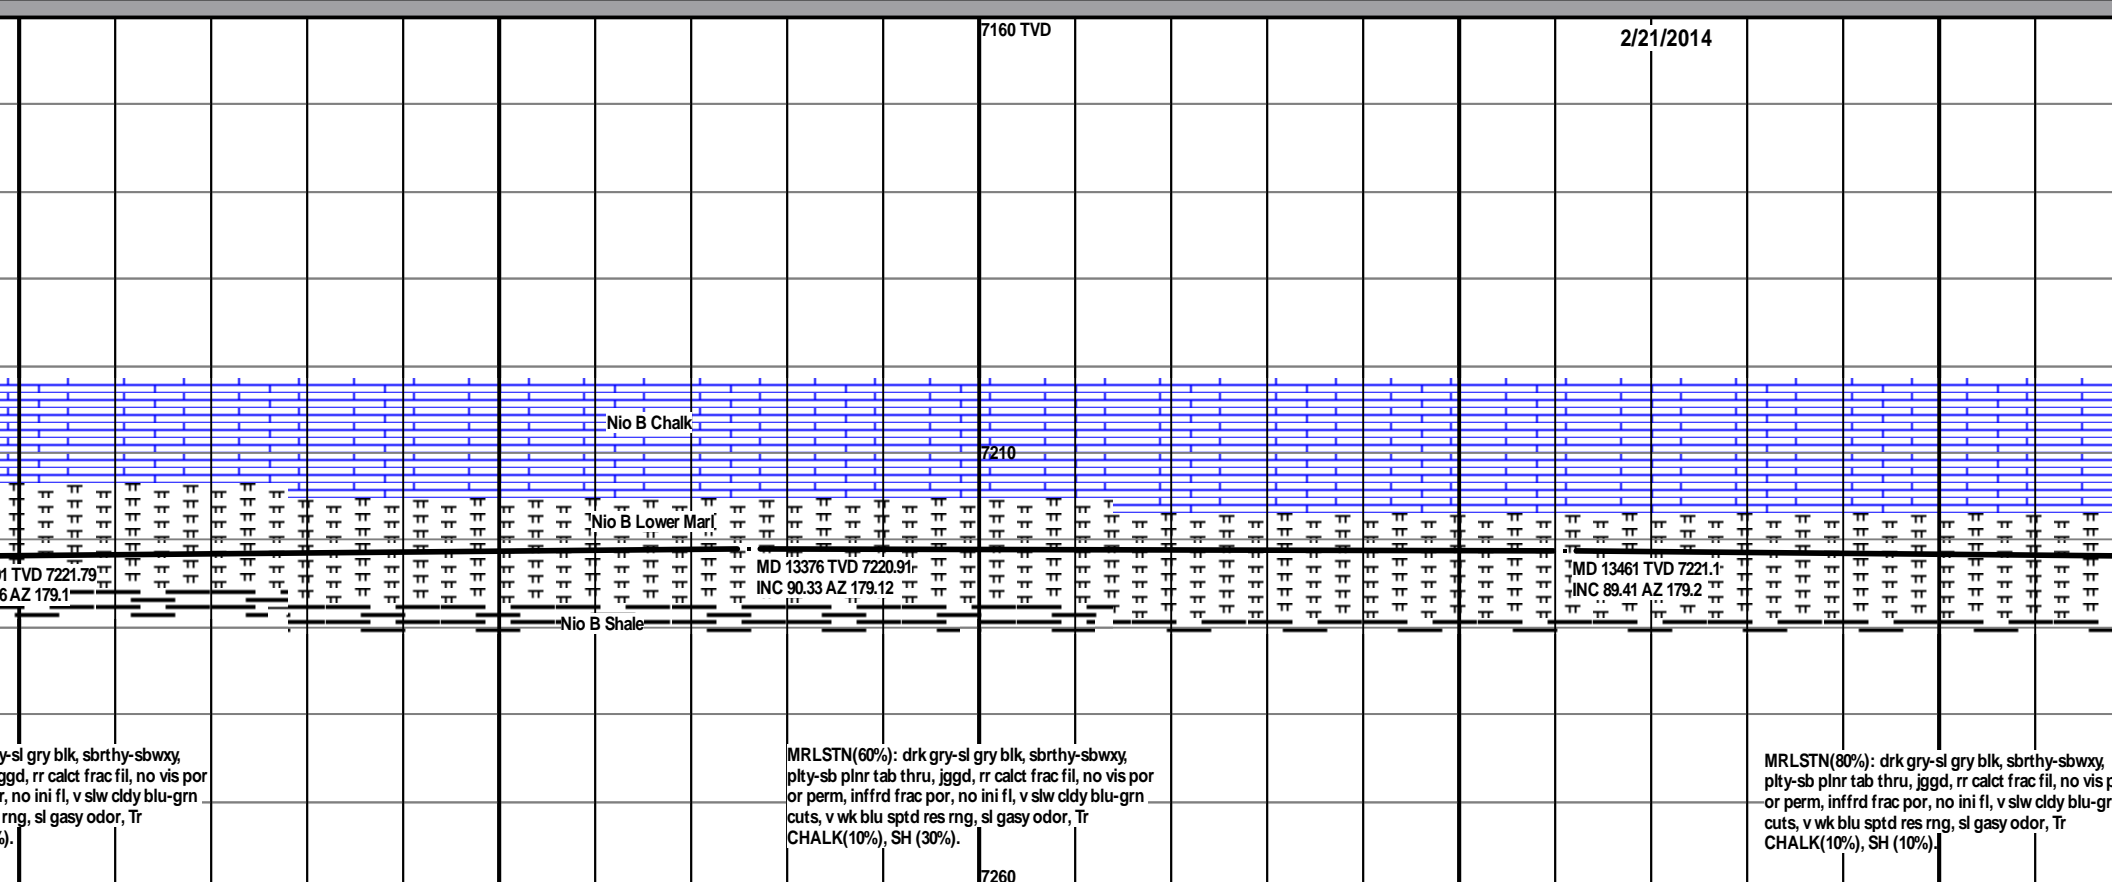 7160 TVD
2/21/2014
Nio B Chalk
7210
Nio B Lower Marl
TVD 7221.79
AZ 179.1
MD 13376 TVD 7220.91
INC 90.33 AZ 179.12
MD 13461 TVD 7221.1
INC 89.41 AZ 179.2
Nio B Shale
y-sl gry blk, sbrthy-sbwxy,
ggd, rr calct frac fil, no vis por
r, no ini fl, v slw cldy blu-grn
rng, sl gasy odor, Tr
%).
MRLSTN(60%): drk gry-sl gry blk, sbrthy-sbwxy,
plty-sb plnr tab thru, jggd, rr calct frac fil, no vis por
or perm, inffrd frac por, no ini fl, v slw cldy blu-grn
cuts, v wk blu sptd res rng, sl gasy odor, Tr
CHALK(10%), SH (30%).
MRLSTN(80%): drk gry-sl gry blk, sbrthy-sbwxy,
plty-sb plnr tab thru, jggd, rr calct frac fil, no vis p
or perm, inffrd frac por, no ini fl, v slw cldy blu-gr
cuts, v wk blu sptd res rng, sl gasy odor, Tr
CHALK(10%), SH (10%).
7260